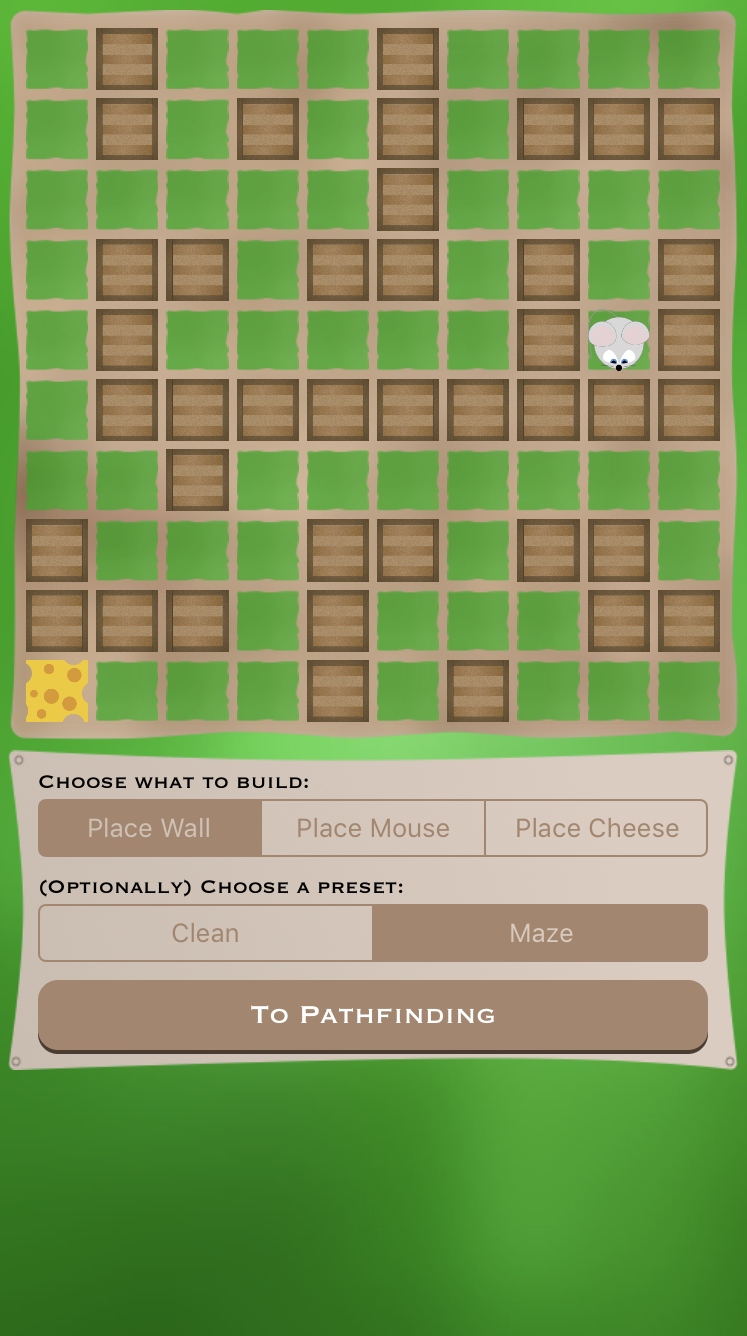 Choose what to build:
Place Wall
Place Mouse
Place Cheese
(Optionally) Choose a preset:
Clean
Maze
To Pathfinding